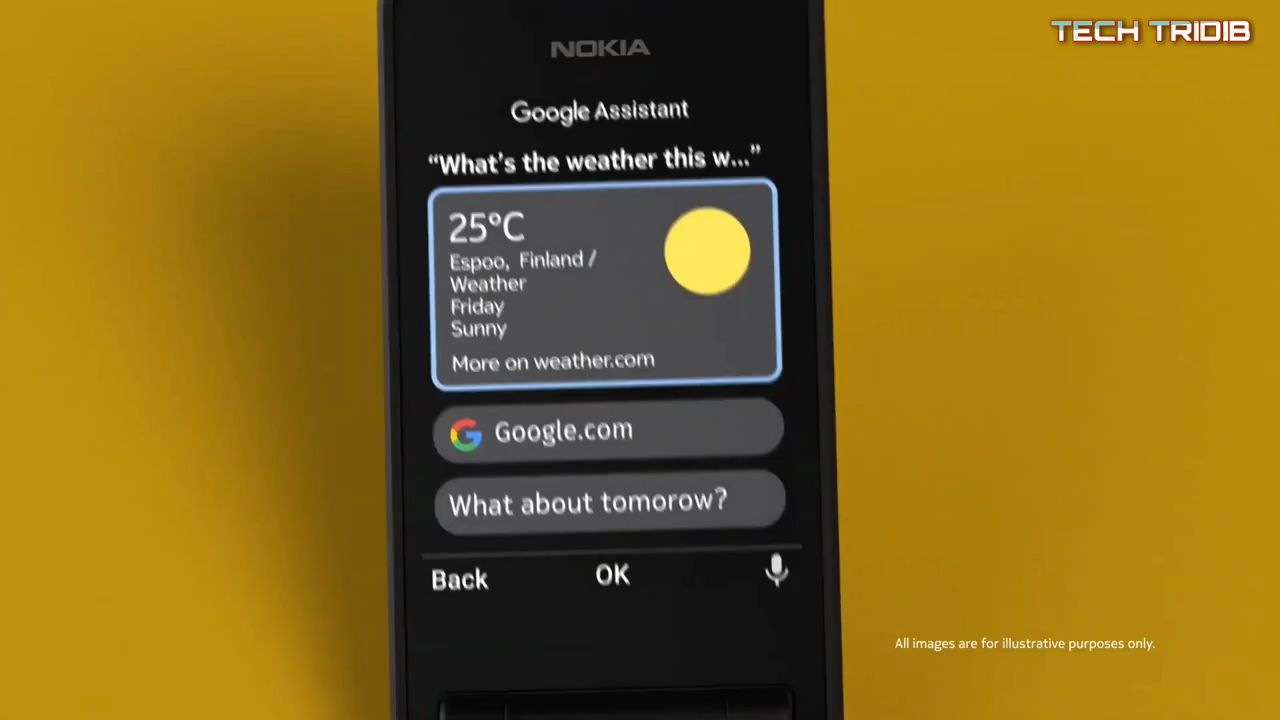 TECH TRIDIB
NOKIA
Google Assistant
“What's the weather this w...”
25°C
Espoo, Finland /
Weather
Friday
Sunny
More on weather.com
Google.com
What about tomorow?
Back OK
All images are for illustrative purposes only.